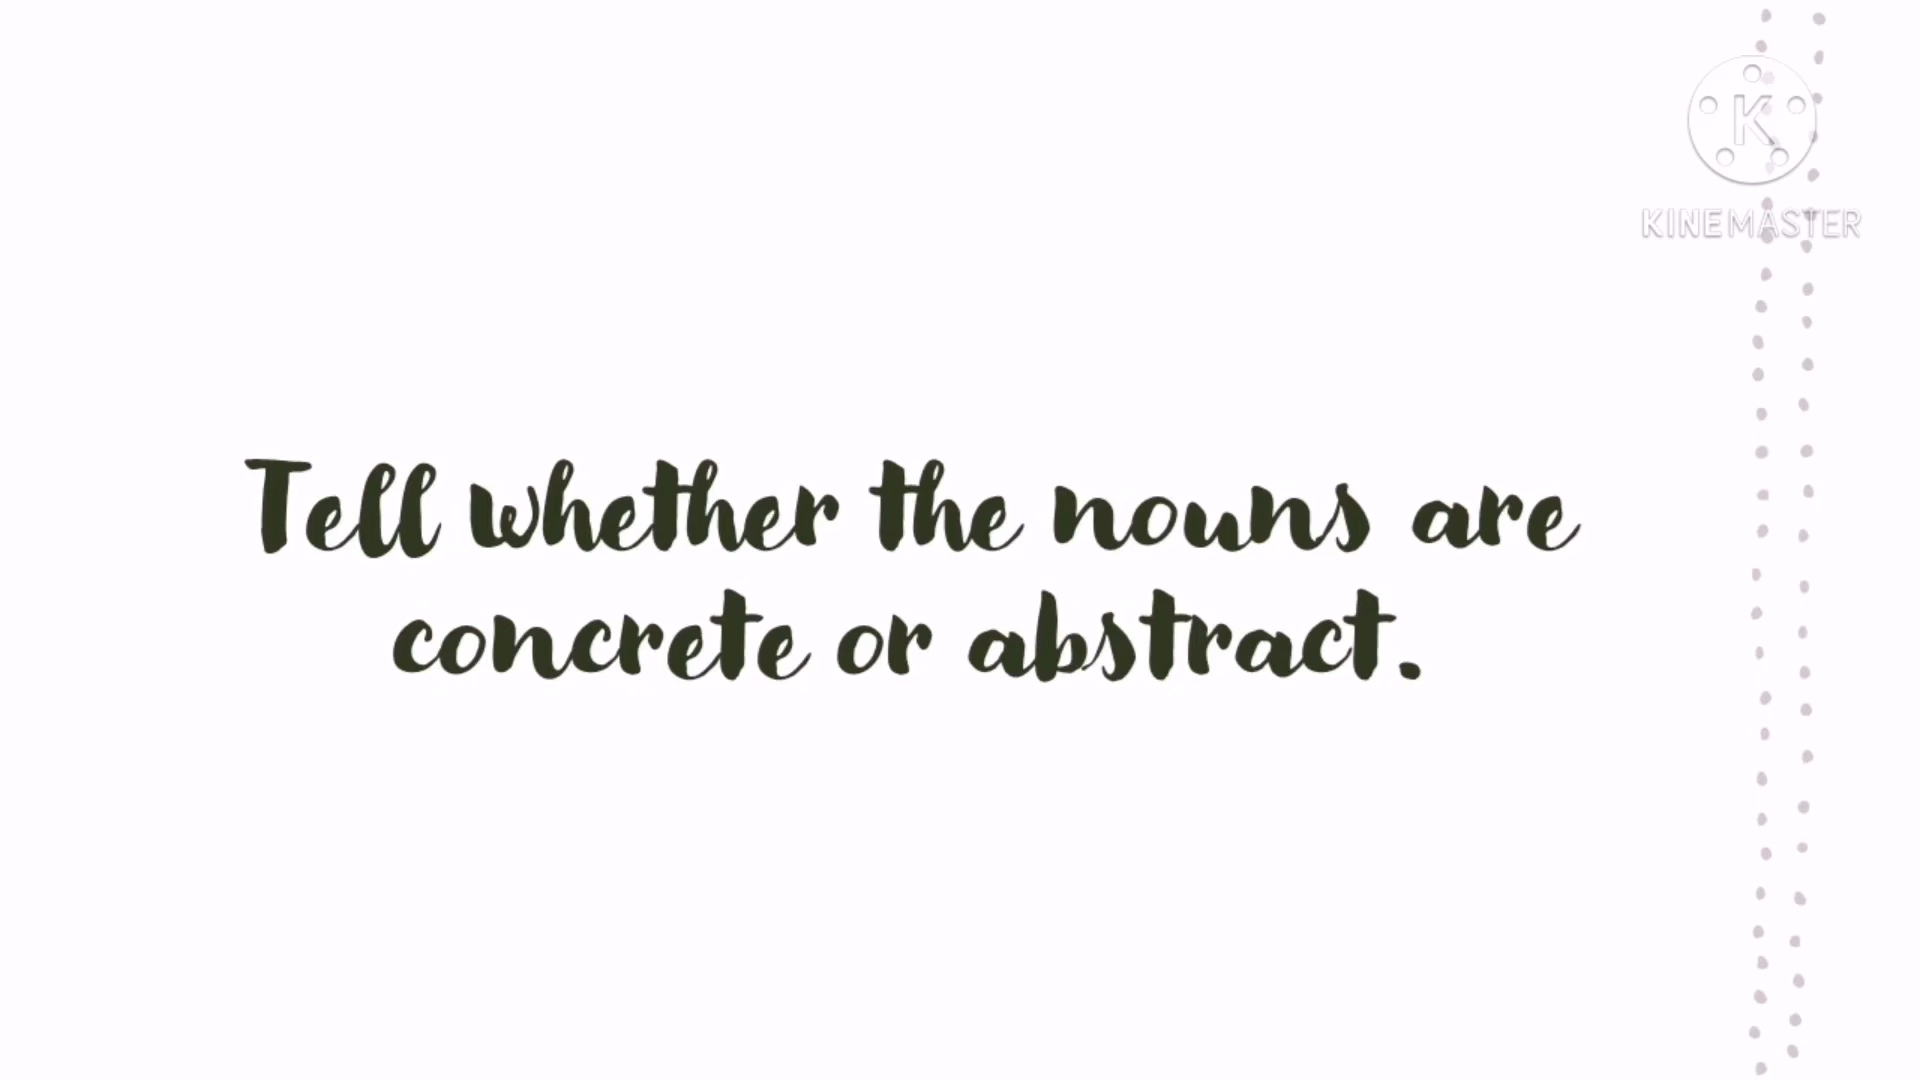 K
KINEMASTER
Tell whether the nouns are
concrete or abstract.